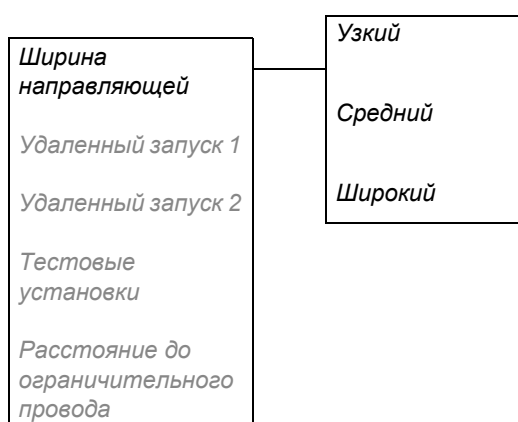 Ширина
направляющей
Удаленный запуск 1
Удаленный запуск 2
Тестовые
установки
Расстояние до
ограничительного
провода
Узкий
Средний
Широкий